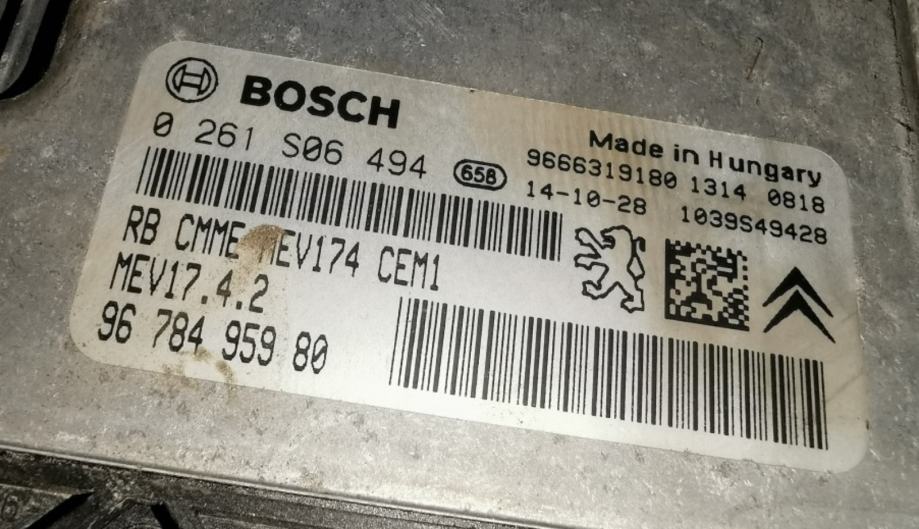 BOSCH
0 261 S06 494
658
Made in Hungary
9666319180 1314 0818
14-10-28 1039S49428
RB CMME MEV174 CEM1
MEV17.4.2
96 784 959 80